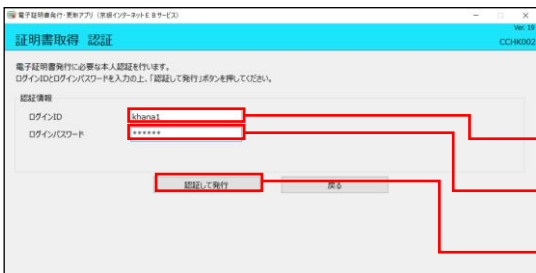 電子証明書発行・更新アプリ（京銀インターネットEBサービス）
Ver. 19
証明書取得 認証
CCHK002
電子証明書発行に必要な本人認証を行います。
ログインIDとログインパスワードを入力の上、「認証して発行」ボタンを押してください。
認証情報
ログインID khana1
ログインパスワード ******
認証して発行 戻る